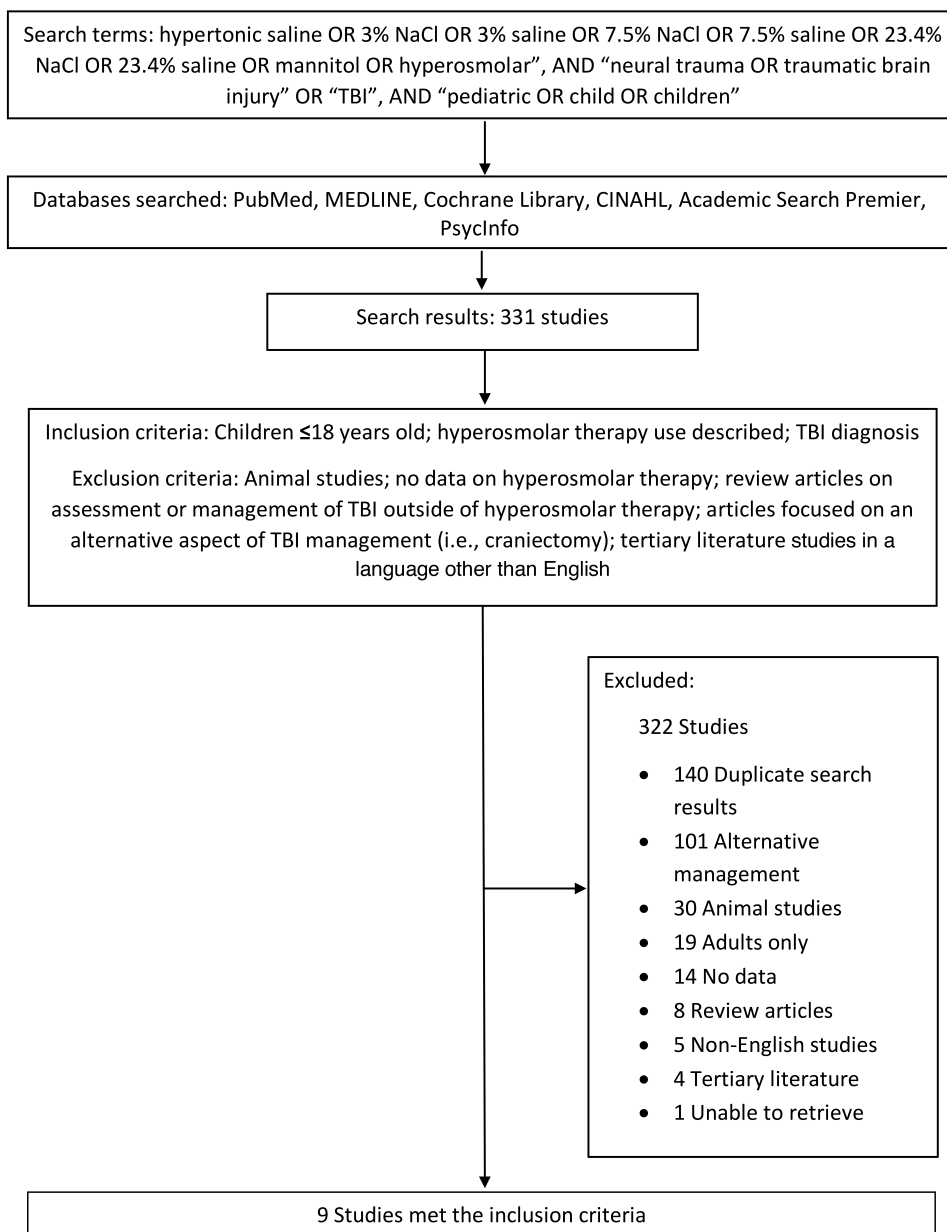 Search terms: hypertonic saline OR 3% NaCl OR 3% saline OR 7.5% NaCl OR 7.5% saline OR 23.4%
NaCl OR 23.4% saline OR mannitol OR hyperosmolar”, AND “neural trauma OR traumatic brain
injury” OR “TBI”, AND “pediatric OR child OR children”
Databases searched: PubMed, MEDLINE, Cochrane Library, CINAHL, Academic Search Premier,
PsycInfo
Search results: 331 studies
Inclusion criteria: Children ≤18 years old; hyperosmolar therapy use described; TBI diagnosis
Exclusion criteria: Animal studies; no data on hyperosmolar therapy; review articles on
assessment or management of TBI outside of hyperosmolar therapy; articles focused on an
alternative aspect of TBI management (i.e., craniectomy); tertiary literature studies in a
language other than English
Excluded:
322 Studies
• 140 Duplicate search
results
• 101 Alternative
management
• 30 Animal studies
• 19 Adults only
• 14 No data
• 8 Review articles
• 5 Non-English studies
• 4 Tertiary literature
• 1 Unable to retrieve
9 Studies met the inclusion criteria